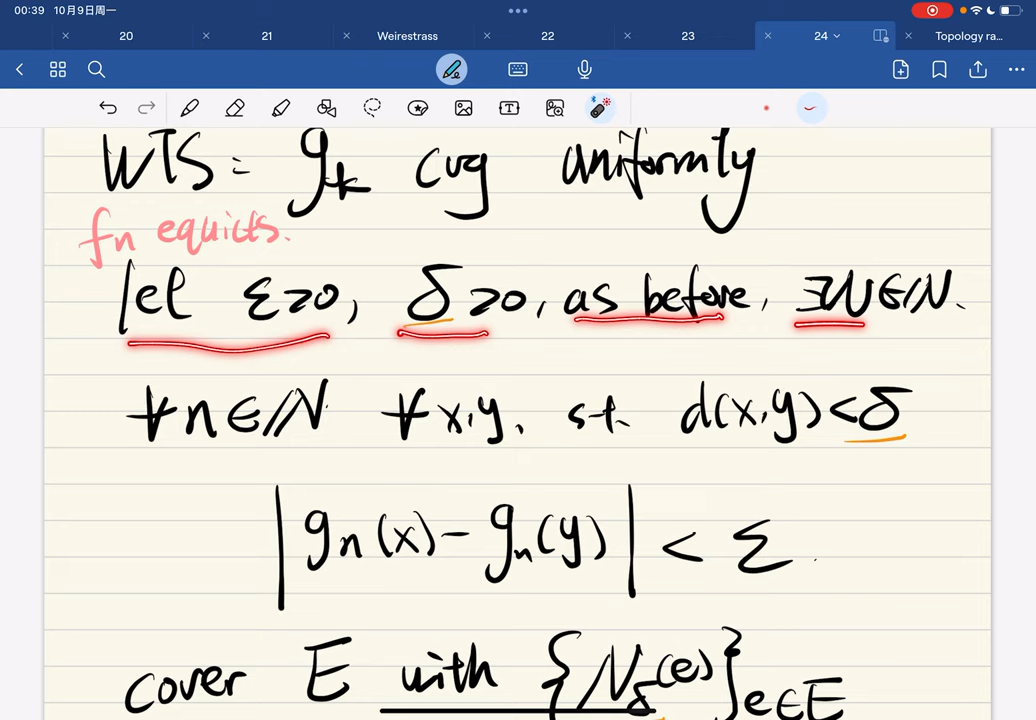 00:39 10月9日周一
20 21 Weirestrass 22 23 24 Topology ra...
WTS: gk cvg uniformly
fn equicts.
let ε>0, δ>0, as before, ∃N∈ℕ.
∀n∈ℕ ∀x,y, s.t. d(x,y)<δ
|gn(x)-gn(y)| < ε.
cover E with {Nδ(e)}e∈E